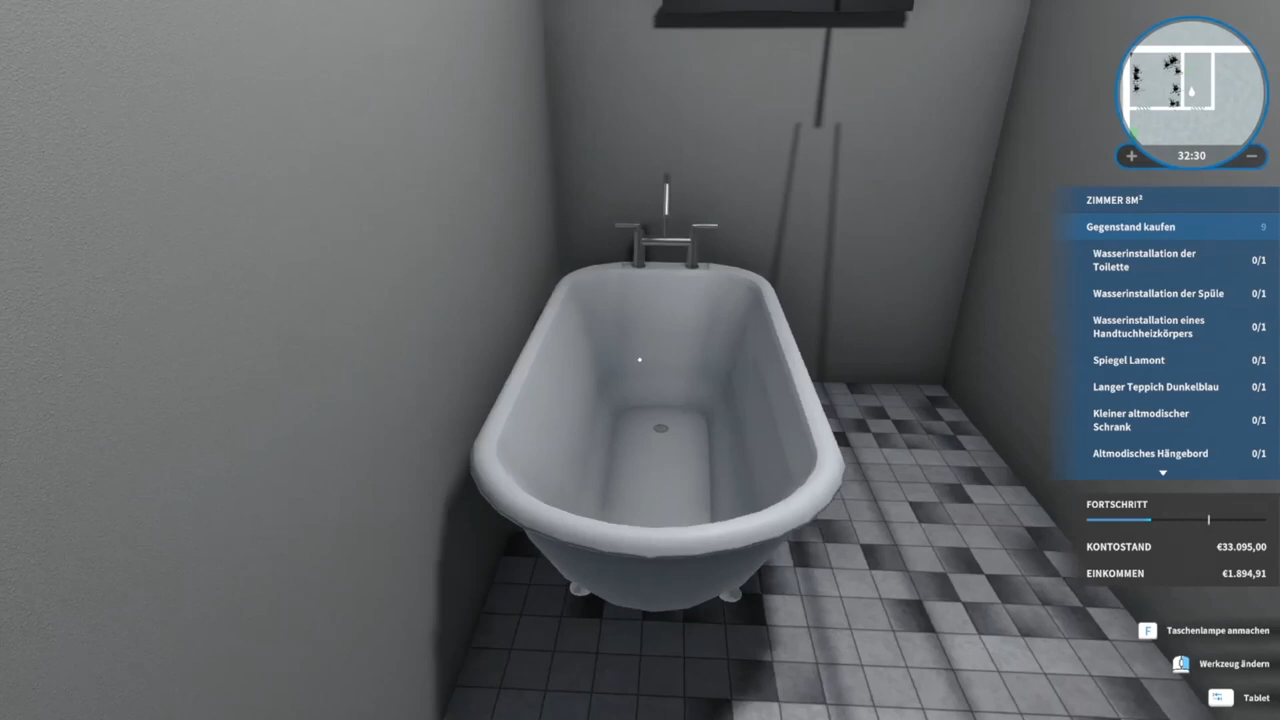 32:30
ZIMMER 8M²
Gegenstand kaufen 9
Wasserinstallation der
Toilette 0/1
Wasserinstallation der Spüle 0/1
Wasserinstallation eines
Handtuchheizkörpers 0/1
Spiegel Lamont 0/1
Langer Teppich Dunkelblau 0/1
Kleiner altmodischer
Schrank 0/1
Altmodisches Hängebord 0/1
FORTSCHRITT
KONTOSTAND €33.095,00
EINKOMMEN €1.894,91
F Taschenlampe anmachen
Werkzeug ändern
Tablet